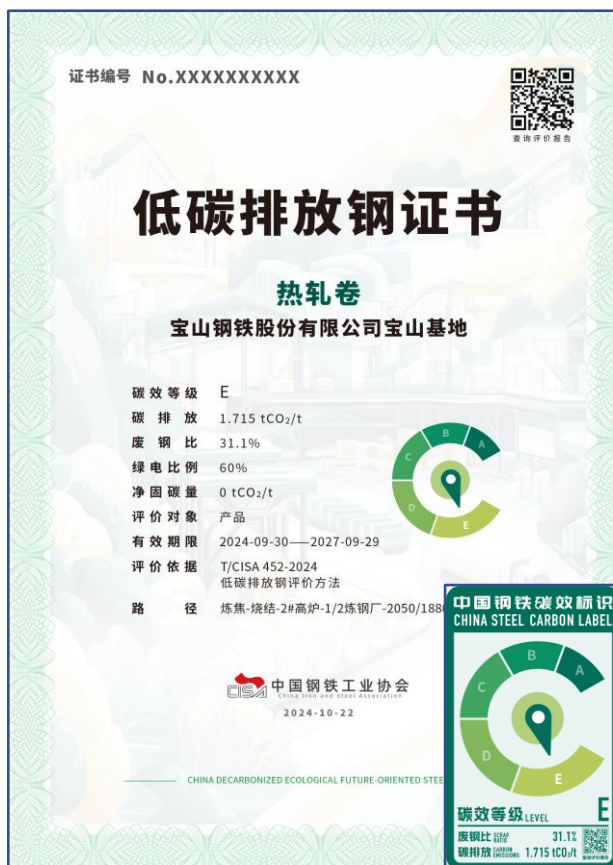 证书编号 No.XXXXXXXXXX
查询评价报告
低碳排放钢证书
热轧卷
宝山钢铁股份有限公司宝山基地
碳效等级 E
碳排放 1.715 tCO₂/t
废钢比 31.1%
绿电比例 60%
净固碳量 0 tCO₂/t
评价对象 产品
有效期限 2024-09-30——2027-09-29
评价依据 T/CISA 452-2024
低碳排放钢评价方法
路径 炼焦-烧结-2#高炉-1/2炼钢厂-2050/188
A
B
C
D
E
CISA 中国钢铁工业协会
China Iron and Steel Association
2024-10-22
CHINA DECARBONIZED ECOLOGICAL FUTURE-ORIENTED STEE
中国钢铁碳效标识
CHINA STEEL CARBON LABEL
A
B
C
D
E
碳效等级 LEVEL E
废钢比 SCRAP RATIO 31.1%
碳排放 CARBON EMISSIONS 1.715 tCO₂/t